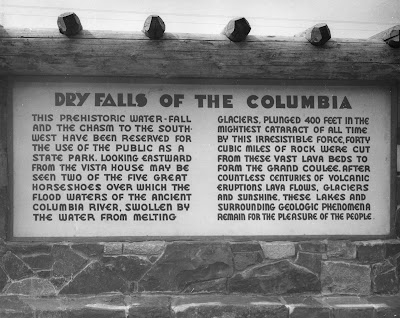 DRY FALLS OF THE COLUMBIA
THIS PREHISTORIC WATER-FALL
AND THE CHASM TO THE SOUTH-
WEST HAVE BEEN RESERVED FOR
THE USE OF THE PUBLIC AS A
STATE PARK. LOOKING EASTWARD
FROM THE VISTA HOUSE MAY BE
SEEN TWO OF THE FIVE GREAT
HORSESHOES OVER WHICH THE
FLOOD WATERS OF THE ANCIENT
COLUMBIA RIVER, SWOLLEN BY
THE WATER FROM MELTING
GLACIERS, PLUNGED 400 FEET IN THE
MIGHTIEST CATARACT OF ALL TIME
BY THIS IRRESISTIBLE FORCE, FORTY
CUBIC MILES OF ROCK WERE CUT
FROM THESE VAST LAVA BEDS TO
FORM THE GRAND COULEE. AFTER
COUNTLESS CENTURIES OF VOLCANIC
ERUPTIONS LAVA FLOWS, GLACIERS
AND SUNSHINE, THESE LAKES AND
SURROUNDING GEOLOGIC PHENOMENA
REMAIN FOR THE PLEASURE OF THE PEOPLE.